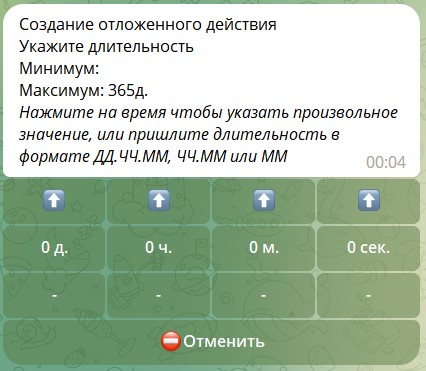 Создание отложенного действия
Укажите длительность
Минимум:
Максимум: 365д.
Нажмите на время чтобы указать произвольное
значение, или пришлите длительность в
формате ДД.ЧЧ.ММ, ЧЧ.ММ или ММ
00:04
0 д. 0 ч. 0 м. 0 сек.
- - - -
Отменить